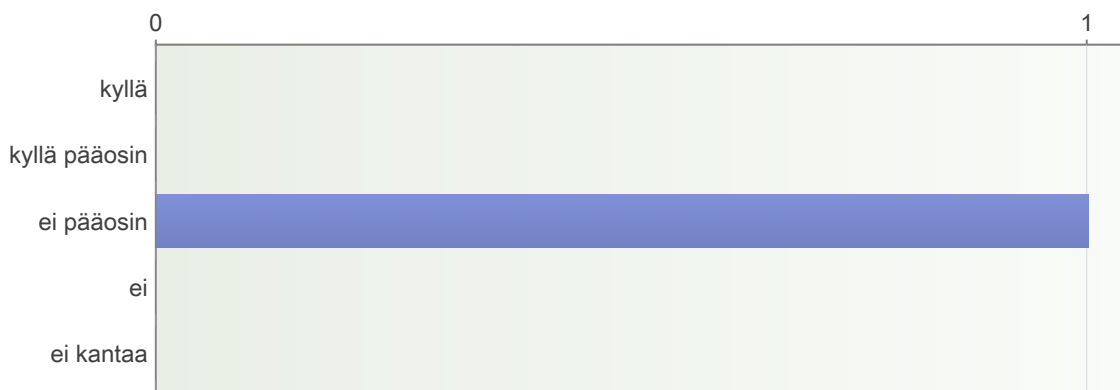 0 1
kyllä
kyllä pääosin
ei pääosin
ei
ei kantaa